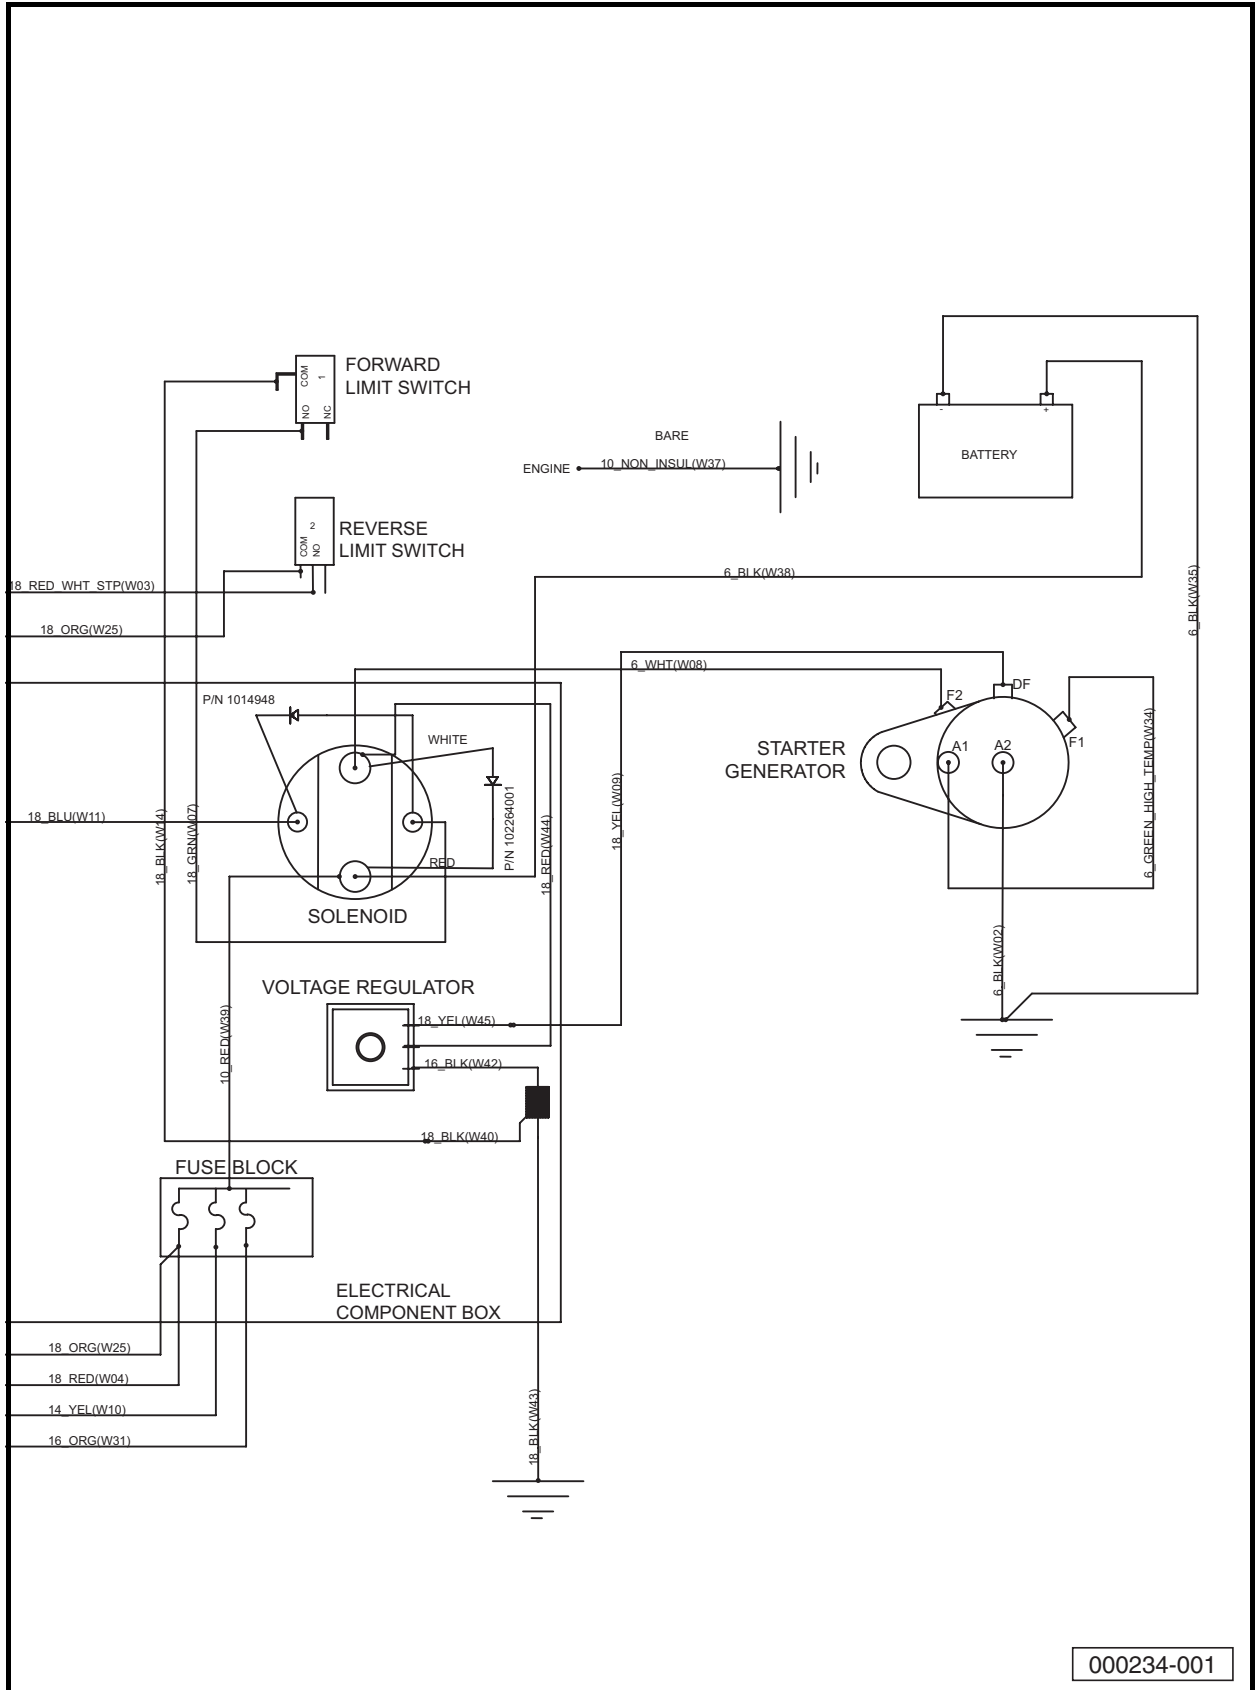 FORWARD
LIMIT SWITCH
COM
1
NO
NC
BARE
ENGINE
10_NON_INSUL(W37)
-
+
BATTERY
2
COM
NO
REVERSE
LIMIT SWITCH
18_RED_WHT_STP(W03)
6_BLK(W38)
6_BLK(W35)
18_ORG(W25)
6_WHT(W08)
P/N 1014948
WHITE
F2
DF
F1
STARTER
GENERATOR
A1
A2
6_GREEN_HIGH_TEMP(W34)
18_YEL(W09)
18_BLU(W11)
18_BLK(W14)
18_GRN(W07)
P/N 102264001
18_RED(W44)
RED
SOLENOID
6_BLK(W02)
VOLTAGE REGULATOR
18_YEL(W45)
10_RED(W39)
16_BLK(W42)
18_BLK(W40)
FUSE BLOCK
ELECTRICAL
COMPONENT BOX
18_ORG(W25)
18_RED(W04)
14_YEL(W10)
16_ORG(W31)
18_BLK(W43)
000234-001